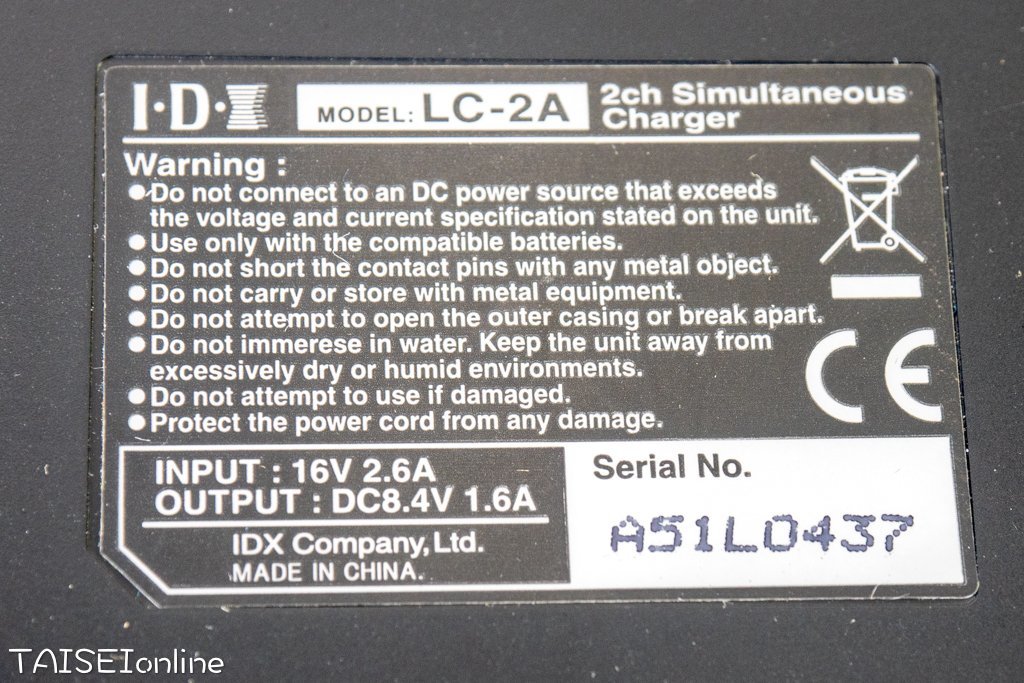 I·D·X
MODEL: LC-2A
2ch Simultaneous
Charger
Warning :
●Do not connect to an DC power source that exceeds
the voltage and current specification stated on the unit.
●Use only with the compatible batteries.
●Do not short the contact pins with any metal object.
●Do not carry or store with metal equipment.
●Do not attempt to open the outer casing or break apart.
●Do not immerese in water. Keep the unit away from
excessively dry or humid environments.
●Do not attempt to use if damaged.
●Protect the power cord from any damage.
CE
INPUT : 16V 2.6A
OUTPUT : DC8.4V 1.6A
IDX Company,Ltd.
MADE IN CHINA.
Serial No.
A51L0437
TAISEIonline